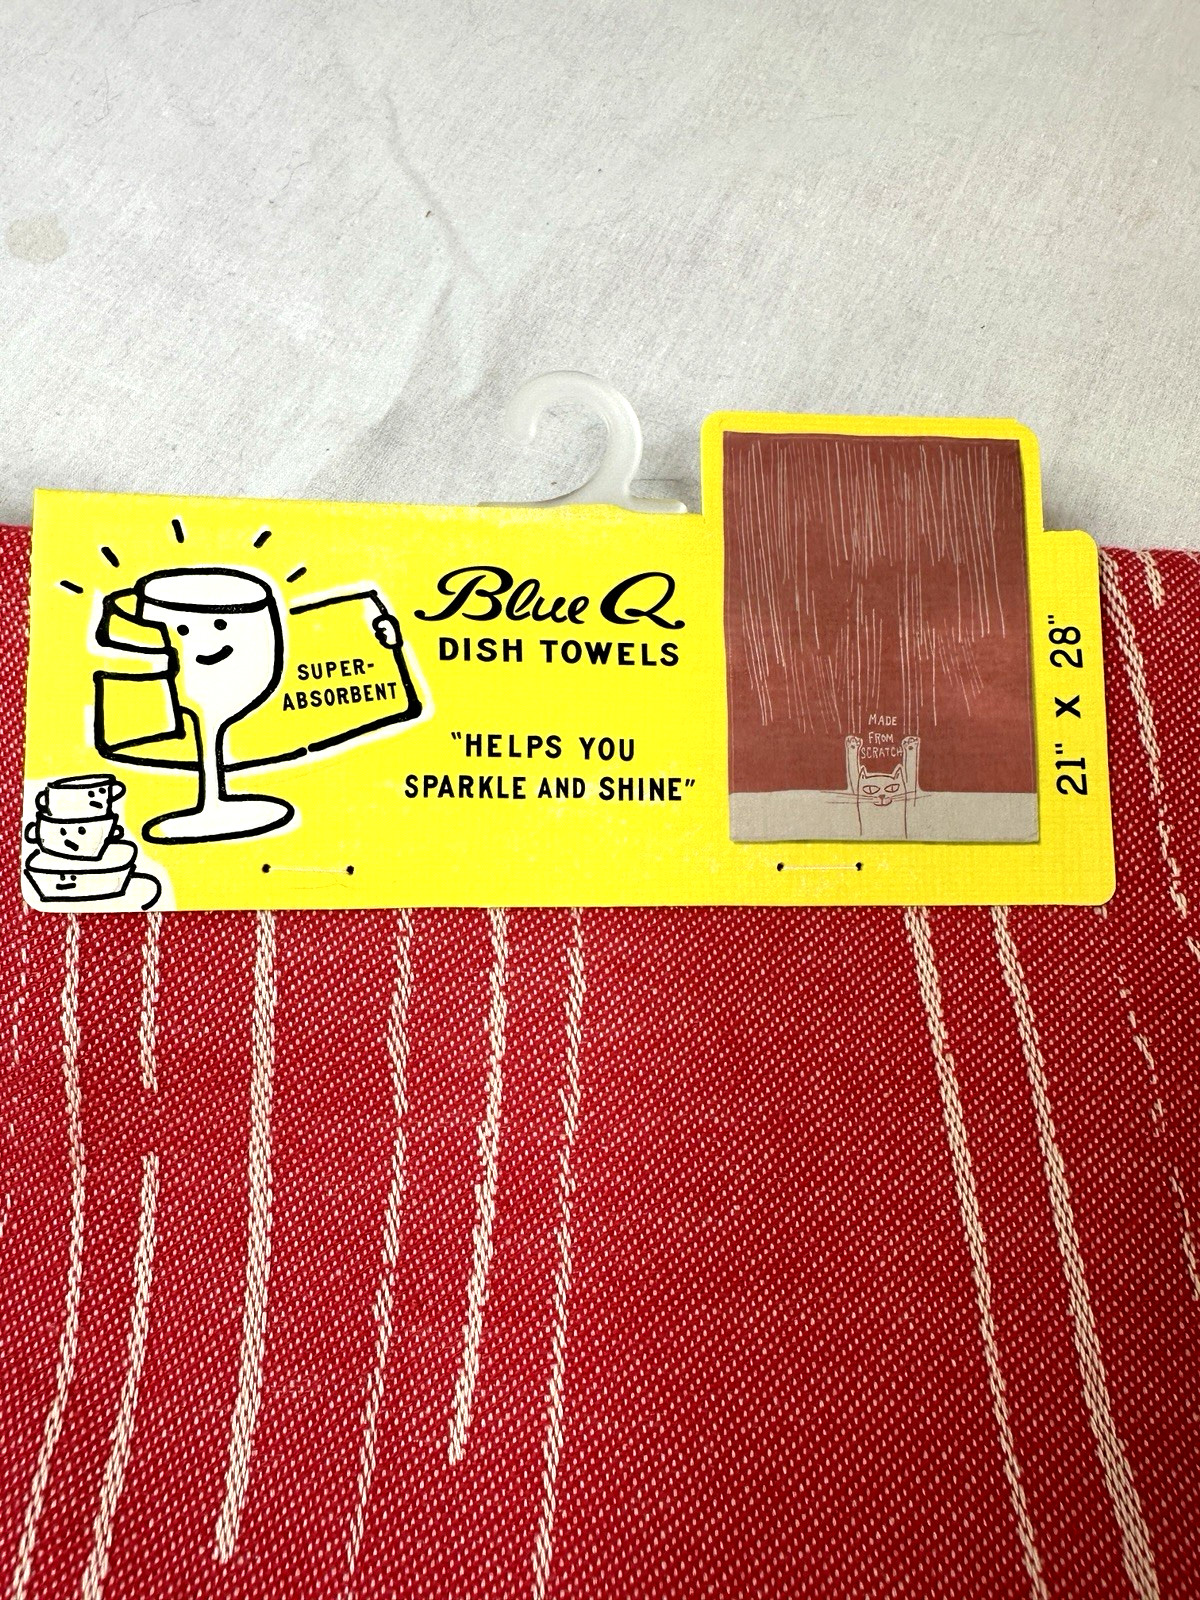 Blue Q
DISH TOWELS
SUPER-
ABSORBENT
"HELPS YOU
SPARKLE AND SHINE"
MADE
FROM
SCRATCH
21" X 28"